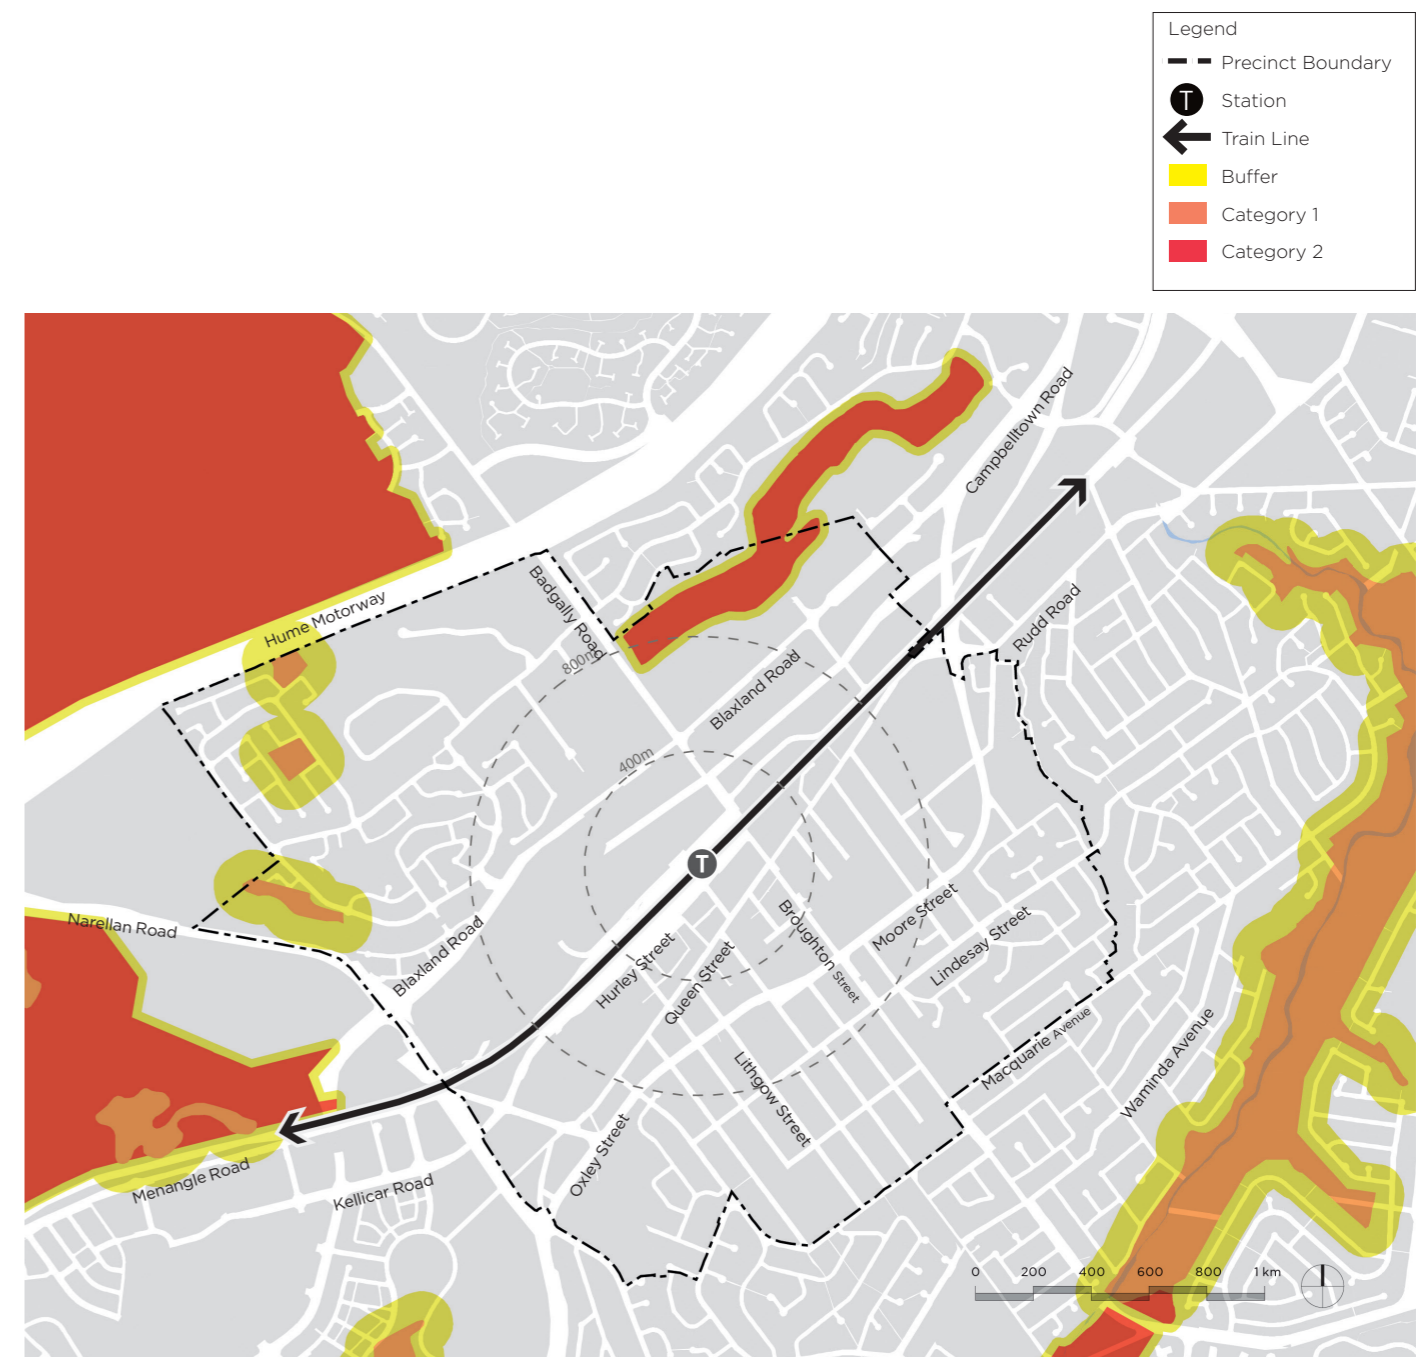 Legend
Precinct Boundary
T
Station
Train Line
Buffer
Category 1
Category 2
Campbelltown Road
Hume Motorway
Badgally Road
Rudd Road
800m
Blaxland Road
400m
T
Narellan Road
Blaxland Road
Hurley Street
Queen Street
Broughton Street
Moore Street
Lindesay Street
Macquarie Avenue
Waminda Avenue
Lithgow Street
Oxley Street
Menangle Road
Kellicar Road
0 200 400 600 800 1 km